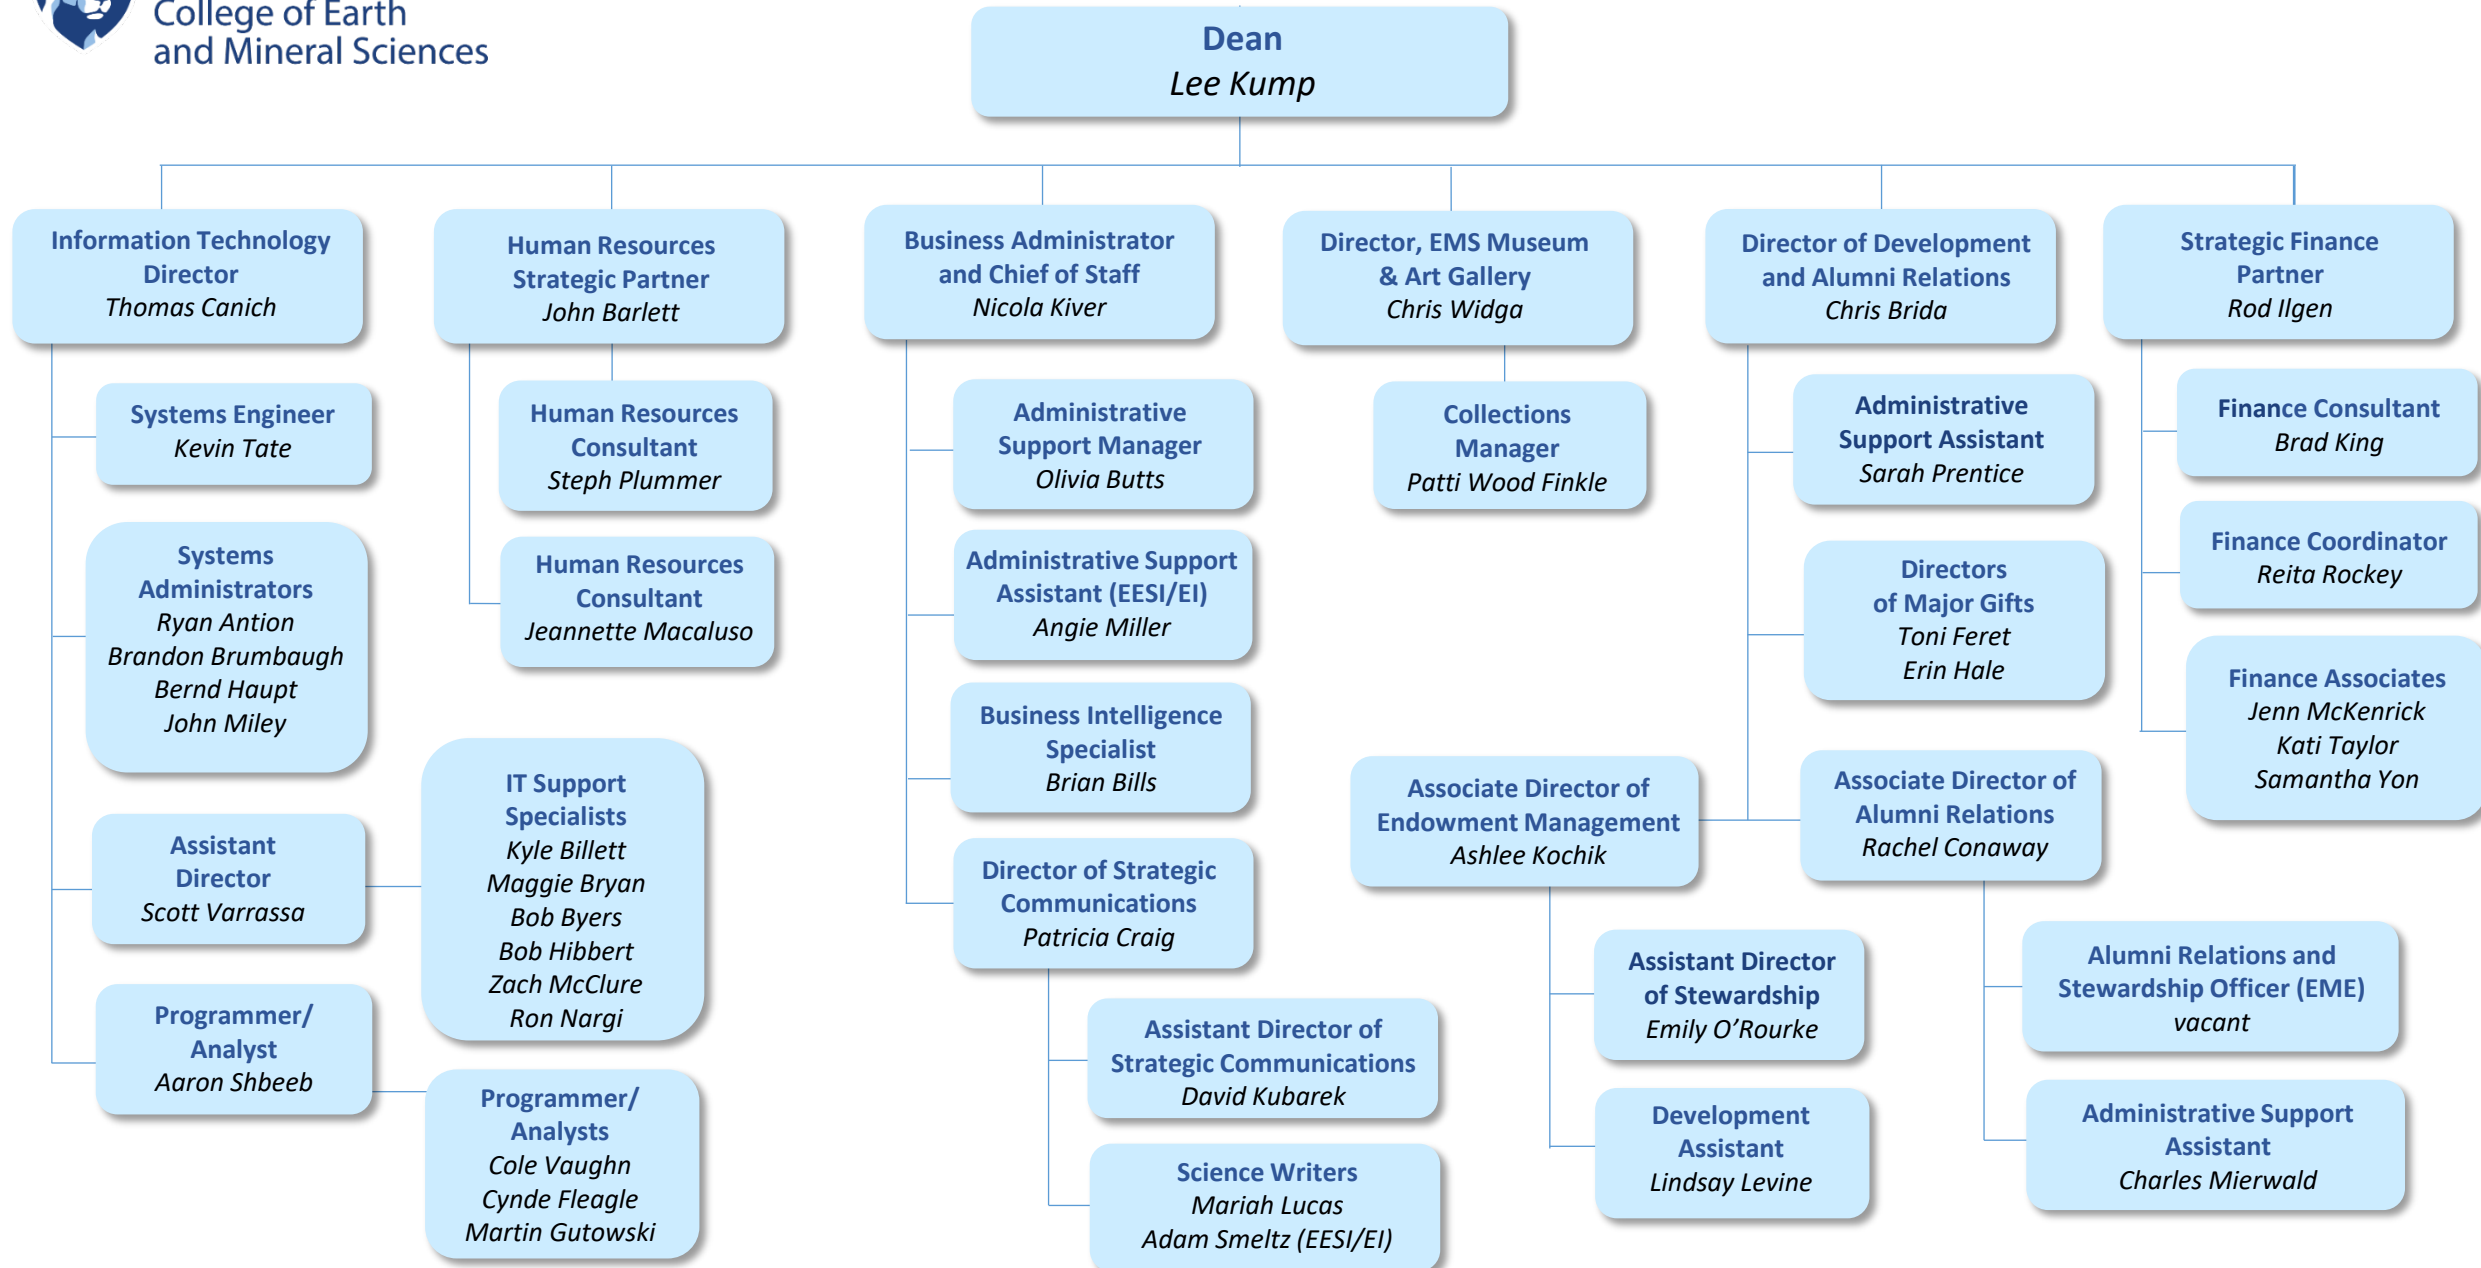 College of Earth
and Mineral Sciences
Dean
Lee Kump
Information Technology
Director
Thomas Canich
Systems Engineer
Kevin Tate
Systems
Administrators
Ryan Antion
Brandon Brumbaugh
Bernd Haupt
John Miley
Assistant
Director
Scott Varrassa
IT Support
Specialists
Kyle Billett
Maggie Bryan
Bob Byers
Bob Hibbert
Zach McClure
Ron Nargi
Programmer/
Analyst
Aaron Shbeeb
Programmer/
Analysts
Cole Vaughn
Cynde Fleagle
Martin Gutowski
Human Resources
Strategic Partner
John Barlett
Human Resources
Consultant
Steph Plummer
Human Resources
Consultant
Jeannette Macaluso
Business Administrator
and Chief of Staff
Nicola Kiver
Administrative
Support Manager
Olivia Butts
Administrative Support
Assistant (EESI/EI)
Angie Miller
Business Intelligence
Specialist
Brian Bills
Director of Strategic
Communications
Patricia Craig
Assistant Director of
Strategic Communications
David Kubarek
Science Writers
Mariah Lucas
Adam Smeltz (EESI/EI)
Director, EMS Museum
& Art Gallery
Chris Widga
Collections
Manager
Patti Wood Finkle
Director of Development
and Alumni Relations
Chris Brida
Administrative
Support Assistant
Sarah Prentice
Directors
of Major Gifts
Toni Feret
Erin Hale
Associate Director of
Endowment Management
Ashlee Kochik
Assistant Director
of Stewardship
Emily O’Rourke
Development
Assistant
Lindsay Levine
Associate Director of
Alumni Relations
Rachel Conaway
Alumni Relations and
Stewardship Officer (EME)
vacant
Administrative Support
Assistant
Charles Mierwald
Strategic Finance
Partner
Rod Ilgen
Finance Consultant
Brad King
Finance Coordinator
Reita Rockey
Finance Associates
Jenn McKenrick
Kati Taylor
Samantha Yon